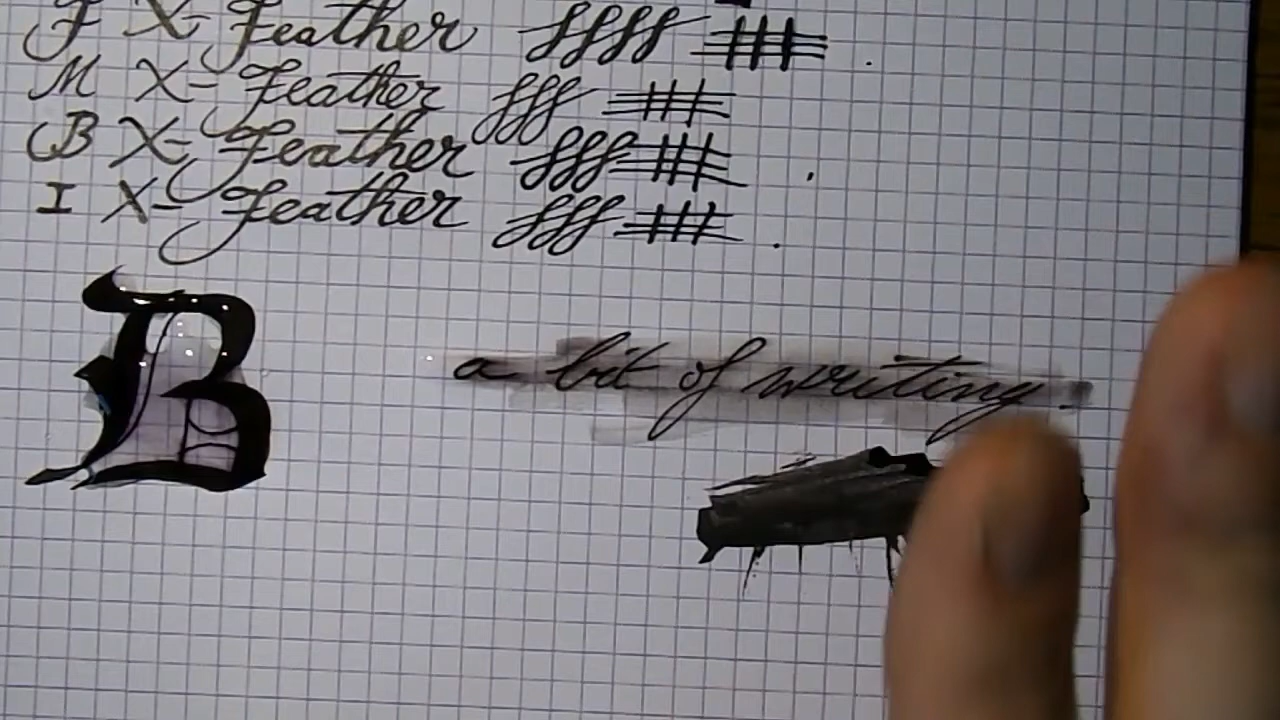 F X-Feather
M X-Feather
B X-Feather
I X-Feather
B
a bit of writing.